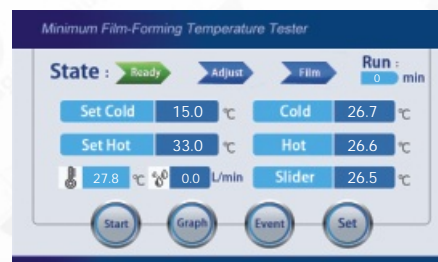 Minimum Film-Forming Temperature Tester
State : Ready Adjust Film Run : 0 min
Set Cold 15.0 ℃ Cold 26.7 ℃
Set Hot 33.0 ℃ Hot 26.6 ℃
27.8 ℃ 0.0 L/min Slider 26.5 ℃
Start Graph Event Set